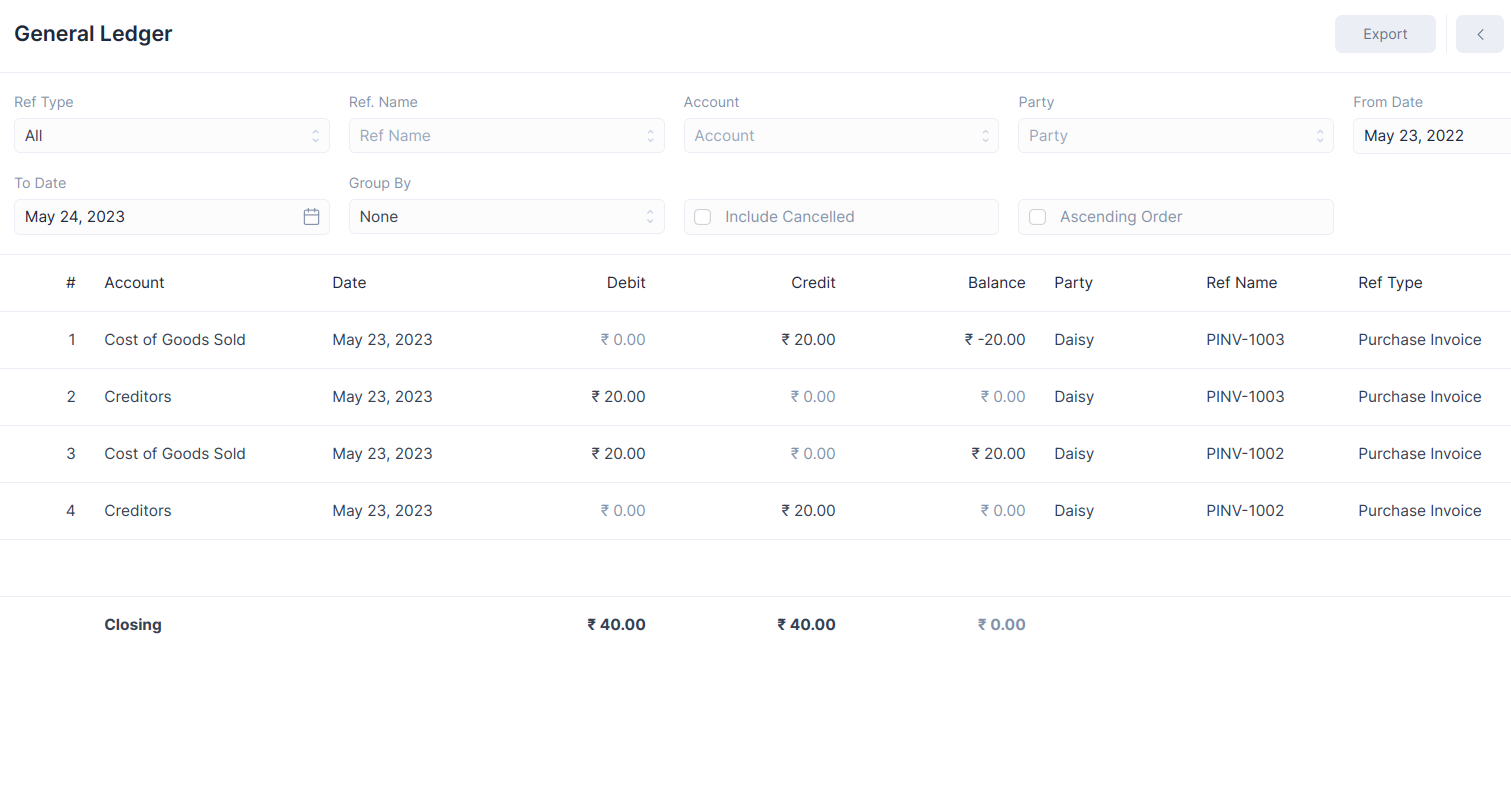 General Ledger
Export
Ref Type
Ref. Name
Account
Party
From Date
All
Ref Name
Account
Party
May 23, 2022
To Date
Group By
May 24, 2023
None
Include Cancelled
Ascending Order
# Account Date Debit Credit Balance Party Ref Name Ref Type
1 Cost of Goods Sold May 23, 2023 ₹ 0.00 ₹ 20.00 ₹ -20.00 Daisy PINV-1003 Purchase Invoice
2 Creditors May 23, 2023 ₹ 20.00 ₹ 0.00 ₹ 0.00 Daisy PINV-1003 Purchase Invoice
3 Cost of Goods Sold May 23, 2023 ₹ 20.00 ₹ 0.00 ₹ 20.00 Daisy PINV-1002 Purchase Invoice
4 Creditors May 23, 2023 ₹ 0.00 ₹ 20.00 ₹ 0.00 Daisy PINV-1002 Purchase Invoice
Closing ₹ 40.00 ₹ 40.00 ₹ 0.00